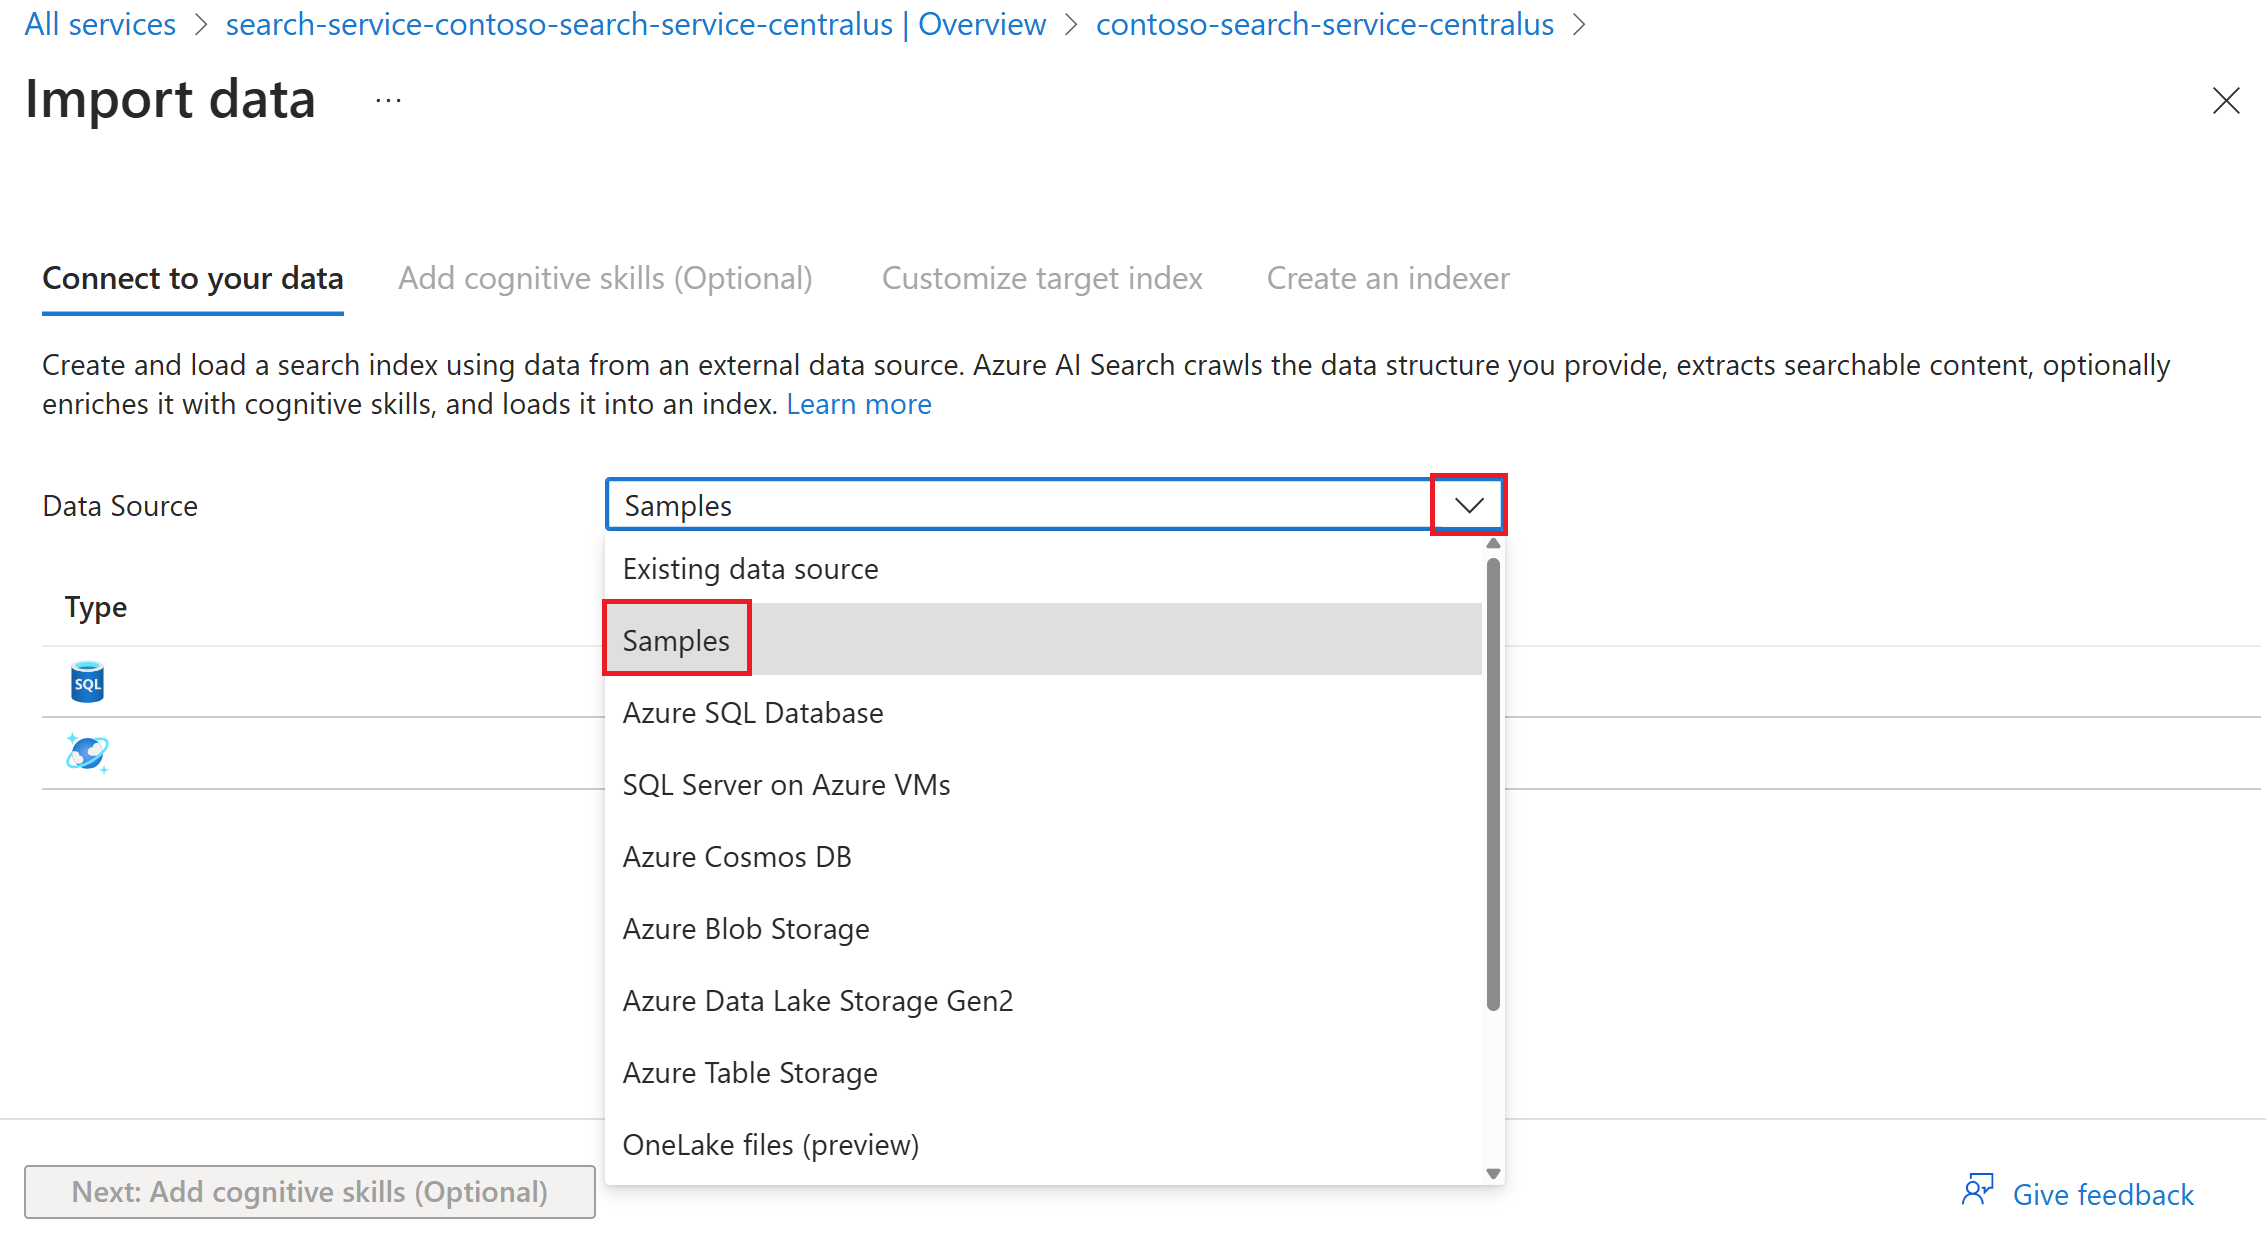 All services > search-service-contoso-search-service-centralus | Overview > contoso-search-service-centralus >
Import data ...
Connect to your data Add cognitive skills (Optional) Customize target index Create an indexer
Create and load a search index using data from an external data source. Azure AI Search crawls the data structure you provide, extracts searchable content, optionally
enriches it with cognitive skills, and loads it into an index. Learn more
Data Source Samples
Existing data source
Type
Samples
SQL
Azure SQL Database
SQL Server on Azure VMs
Azure Cosmos DB
Azure Blob Storage
Azure Data Lake Storage Gen2
Azure Table Storage
OneLake files (preview)
Next: Add cognitive skills (Optional)
Give feedback